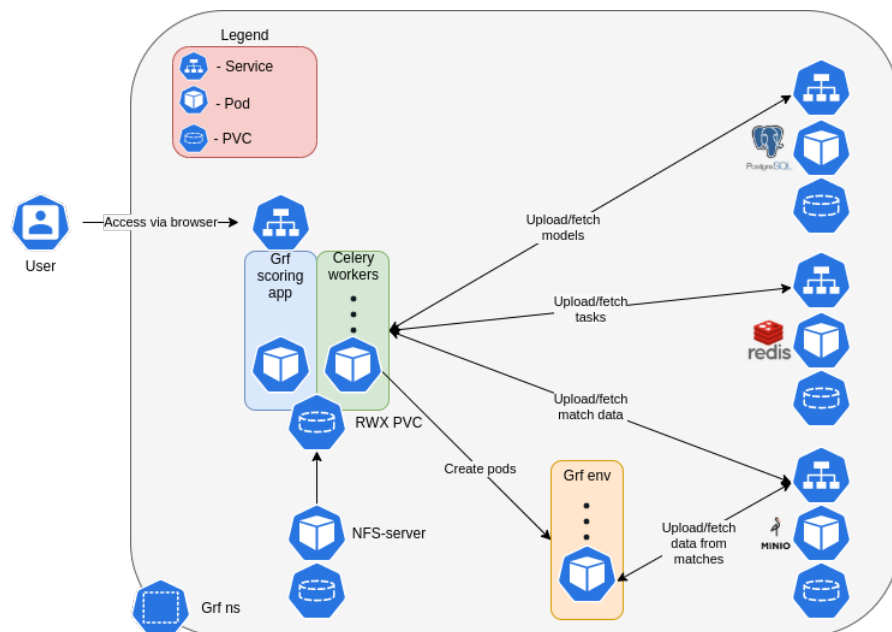 Legend
- Service
- Pod
- PVC
PostgreSQL
Upload/fetch
models
Access via browser
User
Grf
scoring
app
Celery
workers
Upload/fetch
tasks
redis
Upload/fetch
match data
RWX PVC
Create pods
Grf env
NFS-server
Upload/fetch
data from
matches
MINIO
Grf ns